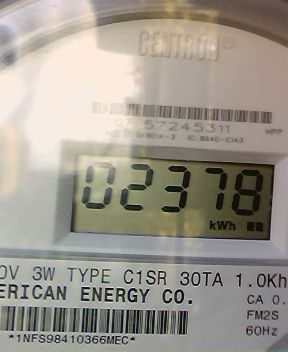 CENTRON®
57245311
02378
kWh
0V 3W TYPE C1SR 30TA 1.0Kh
ERICAN ENERGY CO. CA 0.
FM2S
*1NFS98410366MEC* 60Hz